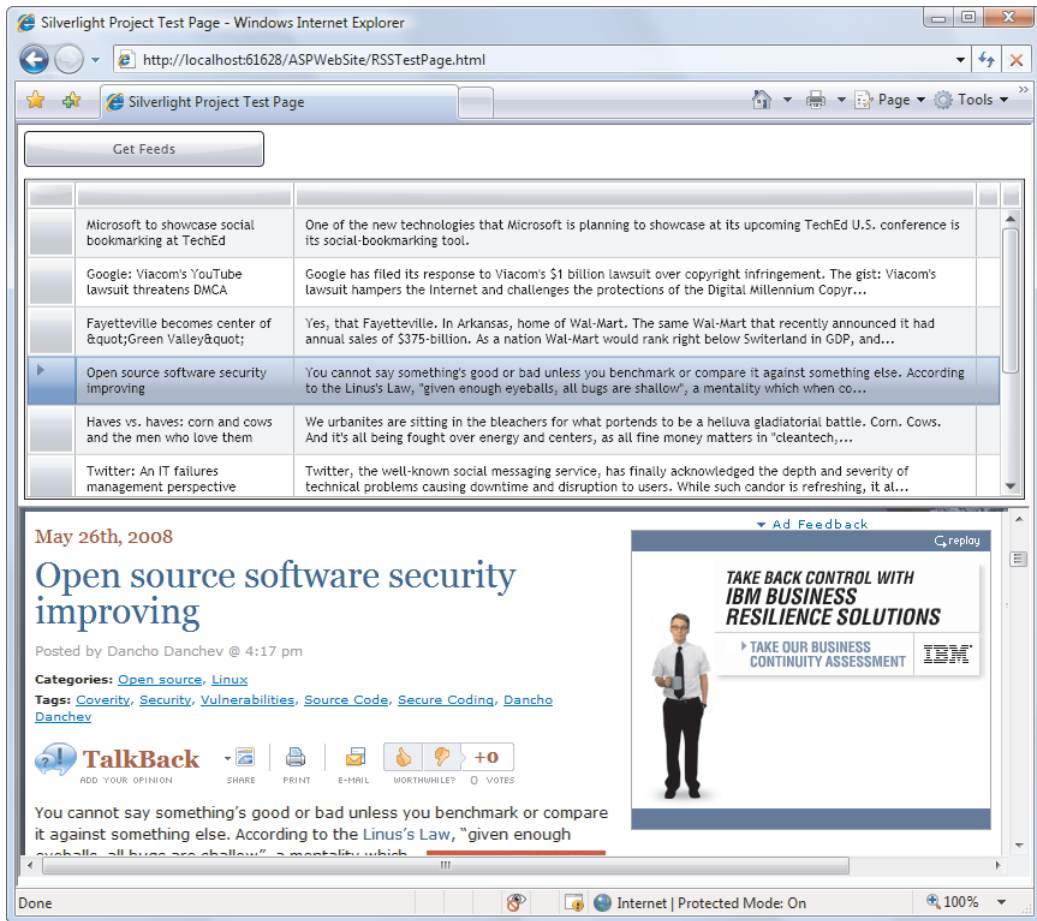 Silverlight Project Test Page - Windows Internet Explorer
http://localhost:61628/ASPWebSite/RSSTestPage.html
Silverlight Project Test Page
Page
Tools
Get Feeds
Microsoft to showcase social
bookmarking at TechEd
One of the new technologies that Microsoft is planning to showcase at its upcoming TechEd U.S. conference is
its social-bookmarking tool.
Google: Viacom's YouTube
lawsuit threatens DMCA
Google has filed its response to Viacom's $1 billion lawsuit over copyright infringement. The gist: Viacom's
lawsuit hampers the Internet and challenges the protections of the Digital Millennium Copyr...
Fayetteville becomes center of
&quot;Green Valley&quot;
Yes, that Fayetteville. In Arkansas, home of Wal-Mart. The same Wal-Mart that recently announced it had
annual sales of $375-billion. As a nation Wal-Mart would rank right below Switerland in GDP, and...
Open source software security
improving
You cannot say something's good or bad unless you benchmark or compare it against something else. According
to the Linus's Law, "given enough eyeballs, all bugs are shallow", a mentality which when co...
Haves vs. haves: corn and cows
and the men who love them
We urbanites are sitting in the bleachers for what portends to be a helluva gladiatorial battle. Corn. Cows.
And it's all being fought over energy and centers, as all fine money matters in "cleantech,...
Twitter: An IT failures
management perspective
Twitter, the well-known social messaging service, has finally acknowledged the depth and severity of
technical problems causing downtime and disruption to users. While such candor is refreshing, it al...
May 26th, 2008
Open source software security
improving
Posted by Dancho Danchev @ 4:17 pm
Categories: Open source, Linux
Tags: Coverity, Security, Vulnerabilities, Source Code, Secure Coding, Dancho
Danchev
TalkBack
ADD YOUR OPINION
SHARE
PRINT
E-MAIL
WORTHWHILE?
+0
0 VOTES
You cannot say something's good or bad unless you benchmark or compare
it against something else. According to the Linus's Law, "given enough
eyeballs, all bugs are shallow", a mentality which
Ad Feedback
replay
TAKE BACK CONTROL WITH
IBM BUSINESS
RESILIENCE SOLUTIONS
TAKE OUR BUSINESS
CONTINUITY ASSESSMENT
IBM
Done
Internet | Protected Mode: On
100%